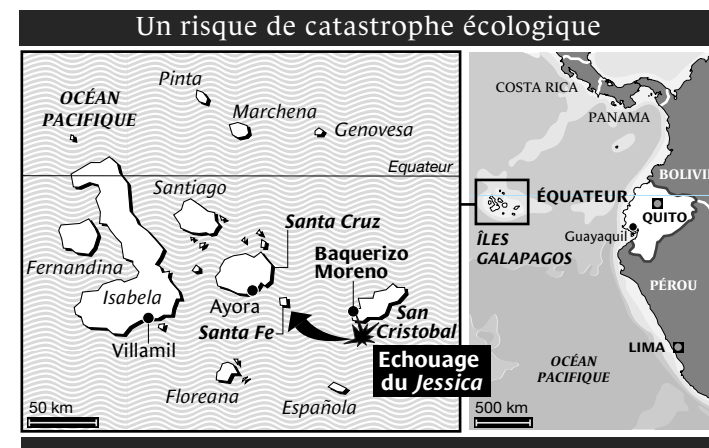 Un risque de catastrophe écologique
OCÉAN
PACIFIQUE
Pinta
Marchena
Genovesa
Equateur
Santiago
Santa Cruz
Fernandina
Baquerizo
Moreno
Isabela
Ayora
San
Cristobal
Santa Fe
Villamil
Echouage
du Jessica
Floreana
Española
50 km
COSTA RICA
PANAMA
BOLIVIE
ÉQUATEUR
QUITO
Guayaquil
ÎLES
GALAPAGOS
PÉROU
LIMA
OCÉAN
PACIFIQUE
500 km